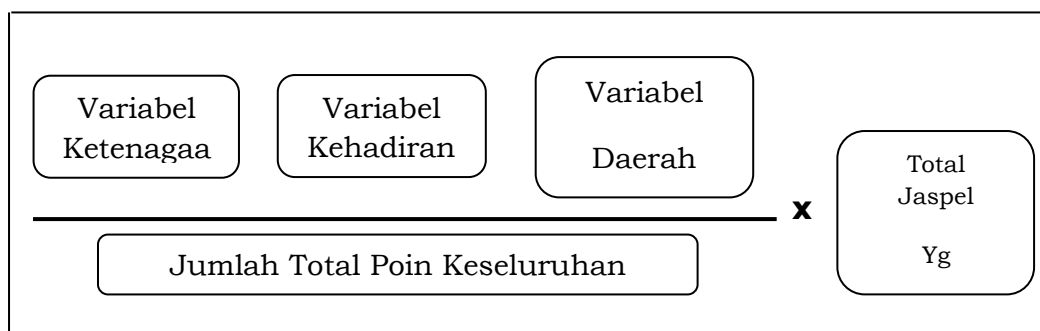 Variabel
Ketenagaa
Variabel
Kehadiran
Variabel
Daerah
x
Total
Jaspel
Yg
Jumlah Total Poin Keseluruhan